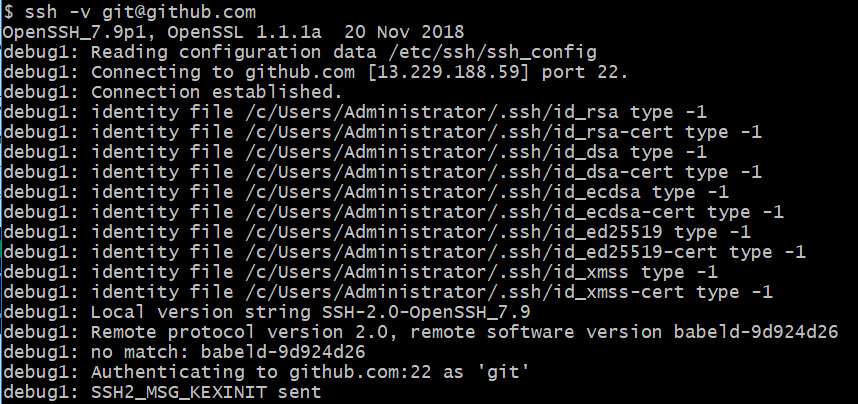 $ ssh -v git@github.com
OpenSSH_7.9p1, OpenSSL 1.1.1a  20 Nov 2018
debug1: Reading configuration data /etc/ssh/ssh_config
debug1: Connecting to github.com [13.229.188.59] port 22.
debug1: Connection established.
debug1: identity file /c/Users/Administrator/.ssh/id_rsa type -1
debug1: identity file /c/Users/Administrator/.ssh/id_rsa-cert type -1
debug1: identity file /c/Users/Administrator/.ssh/id_dsa type -1
debug1: identity file /c/Users/Administrator/.ssh/id_dsa-cert type -1
debug1: identity file /c/Users/Administrator/.ssh/id_ecdsa type -1
debug1: identity file /c/Users/Administrator/.ssh/id_ecdsa-cert type -1
debug1: identity file /c/Users/Administrator/.ssh/id_ed25519 type -1
debug1: identity file /c/Users/Administrator/.ssh/id_ed25519-cert type -1
debug1: identity file /c/Users/Administrator/.ssh/id_xmss type -1
debug1: identity file /c/Users/Administrator/.ssh/id_xmss-cert type -1
debug1: Local version string SSH-2.0-OpenSSH_7.9
debug1: Remote protocol version 2.0, remote software version babeld-9d924d26
debug1: no match: babeld-9d924d26
debug1: Authenticating to github.com:22 as 'git'
debug1: SSH2_MSG_KEXINIT sent